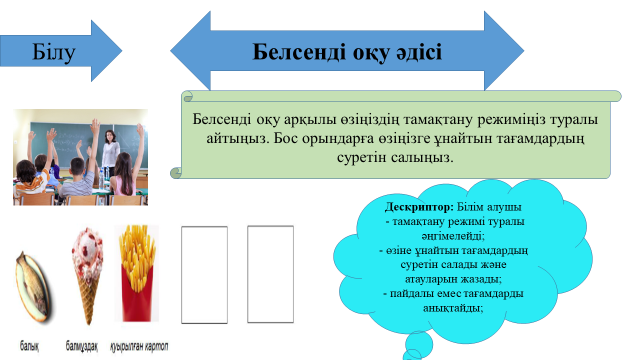 Білу
Белсенді оқу әдісі
Белсенді оқу арқылы өзіңіздің тамақтану режиміңіз туралы
айтыңыз. Бос орындарға өзіңізге ұнайтын тағамдардың
суретін салыңыз.
Дескриптор: Білім алушы
- тамақтану режимі туралы
әңгімелейді;
- өзіне ұнайтын тағамдардың
суретін салады және
атауларын жазады;
- пайдалы емес тағамдарды
анықтайды;
балық балмұздақ қуырылған картоп